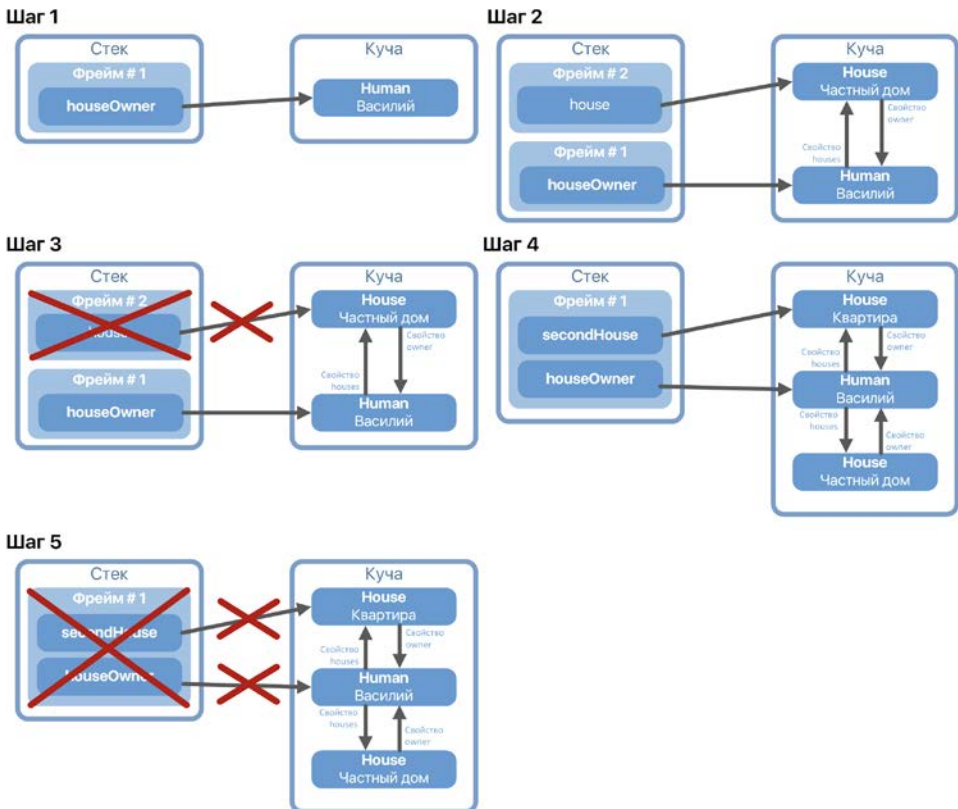 Шаг 1
Стек
Фрейм # 1
houseOwner
Куча
Human
Василий
Шаг 2
Стек
Фрейм # 2
house
Фрейм # 1
houseOwner
Куча
House
Частный дом
Свойство
owner
Свойство
houses
Human
Василий
Шаг 3
Стек
Фрейм # 2
house
Фрейм # 1
houseOwner
Куча
House
Частный дом
Свойство
owner
Свойство
houses
Human
Василий
Шаг 4
Стек
Фрейм # 1
secondHouse
houseOwner
Куча
House
Квартира
Свойство
owner
Свойство
houses
Human
Василий
Свойство
houses
Свойство
owner
House
Частный дом
Шаг 5
Стек
Фрейм # 1
secondHouse
houseOwner
Куча
House
Квартира
Свойство
owner
Свойство
houses
Human
Василий
Свойство
houses
Свойство
owner
House
Частный дом